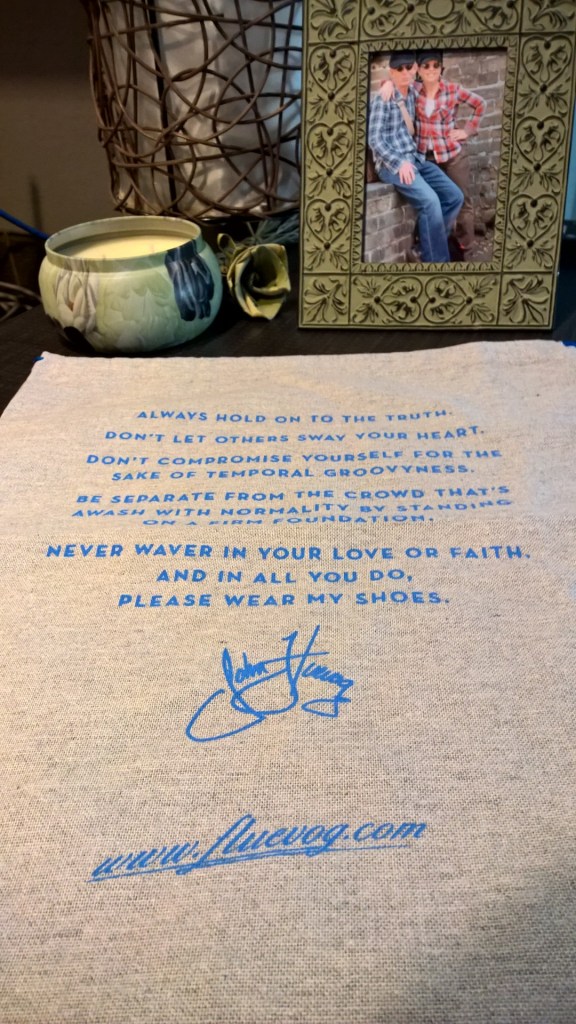 ALWAYS HOLD ON TO THE TRUTH.
DON'T LET OTHERS SWAY YOUR HEART.
DON'T COMPROMISE YOURSELF FOR THE
SAKE OF TEMPORAL GROOVYNESS.
BE SEPARATE FROM THE CROWD THAT'S
AWASH WITH NORMALITY BY STANDING
ON A FIRM FOUNDATION.
NEVER WAVER IN YOUR LOVE OR FAITH.
AND IN ALL YOU DO,
PLEASE WEAR MY SHOES.
John Fluevog
www.fluevog.com